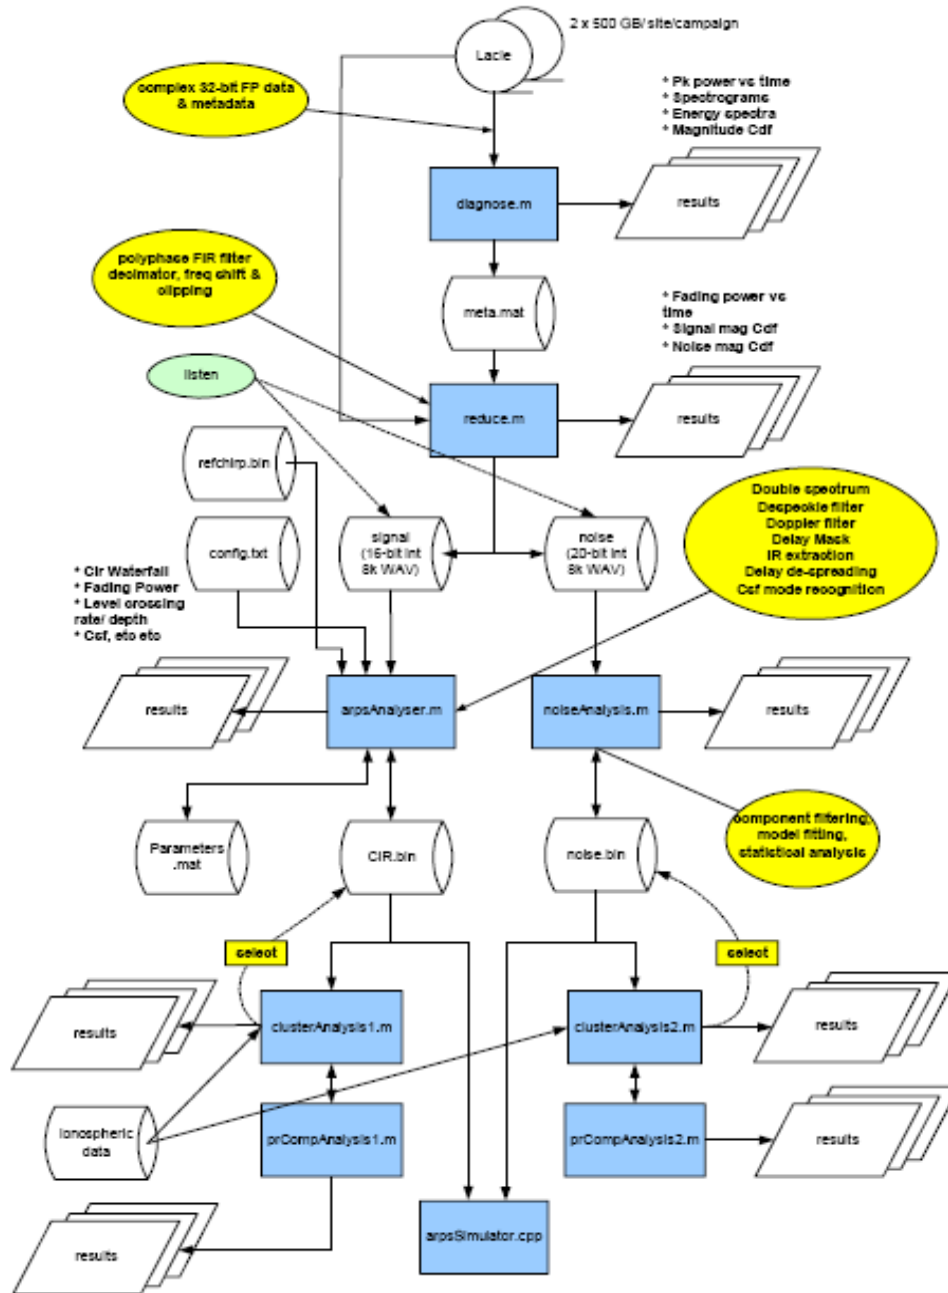 2 x 500 GB/ site/campaign
Lacie
complex 32-bit FP data
& metadata
* Pk power vs time
* Spectrograms
* Energy spectra
* Magnitude Cdf
diagnose.m
results
polyphase FIR filter
decimator, freq shift &
clipping
meta.mat
* Fading power vs
time
* Signal mag Cdf
* Noise mag Cdf
listen
reduce.m
results
refchirp.bin
Double spectrum
Despeckle filter
Doppler filter
Delay Mask
IR extraction
Delay de-spreading
Csf mode recognition
config.txt
signal
(16-bit int
8k WAV)
noise
(20-bit int
8k WAV)
* Cir Waterfall
* Fading Power
* Level crossing
rate/ depth
* Csf, etc etc
results
arpsAnalyser.m
noiseAnalysis.m
results
Parameters
.mat
CIR.bin
noise.bin
component filtering,
model fitting,
statistical analysis
select
select
results
clusterAnalysis1.m
clusterAnalysis2.m
results
Ionospheric
data
prCompAnalysis1.m
prCompAnalysis2.m
results
results
arpsSimulator.cpp